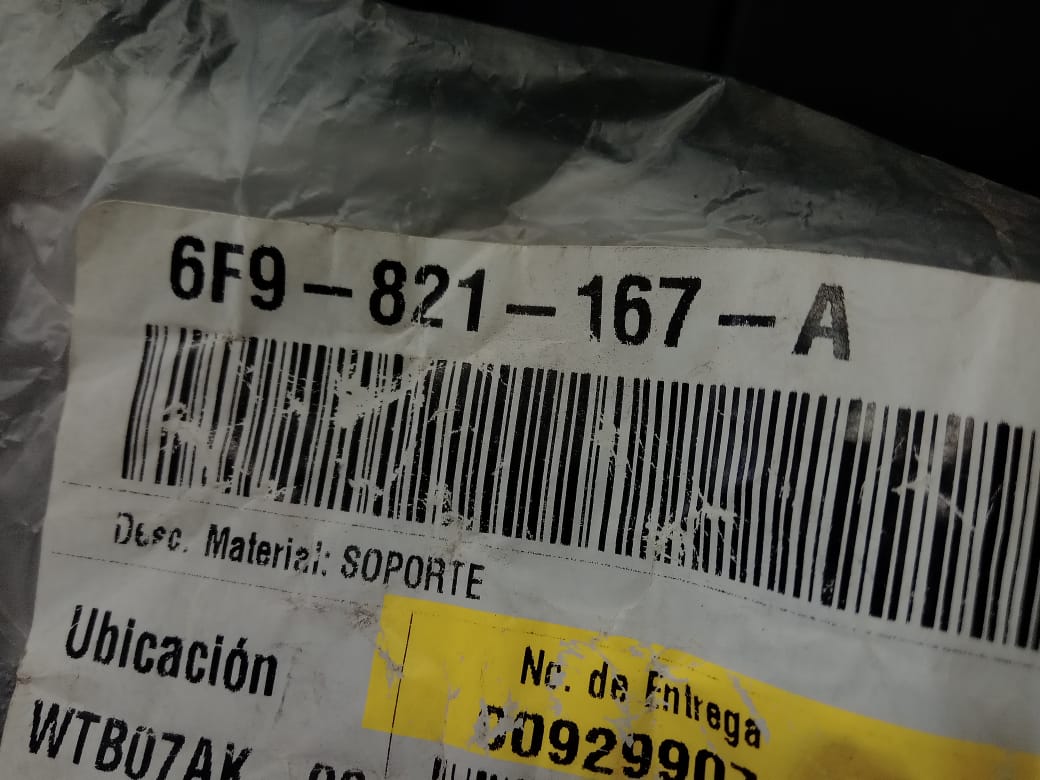 6F9-821-167-A
Desc. Material: SOPORTE
Ubicación
No. de Entrega
WTB07AK